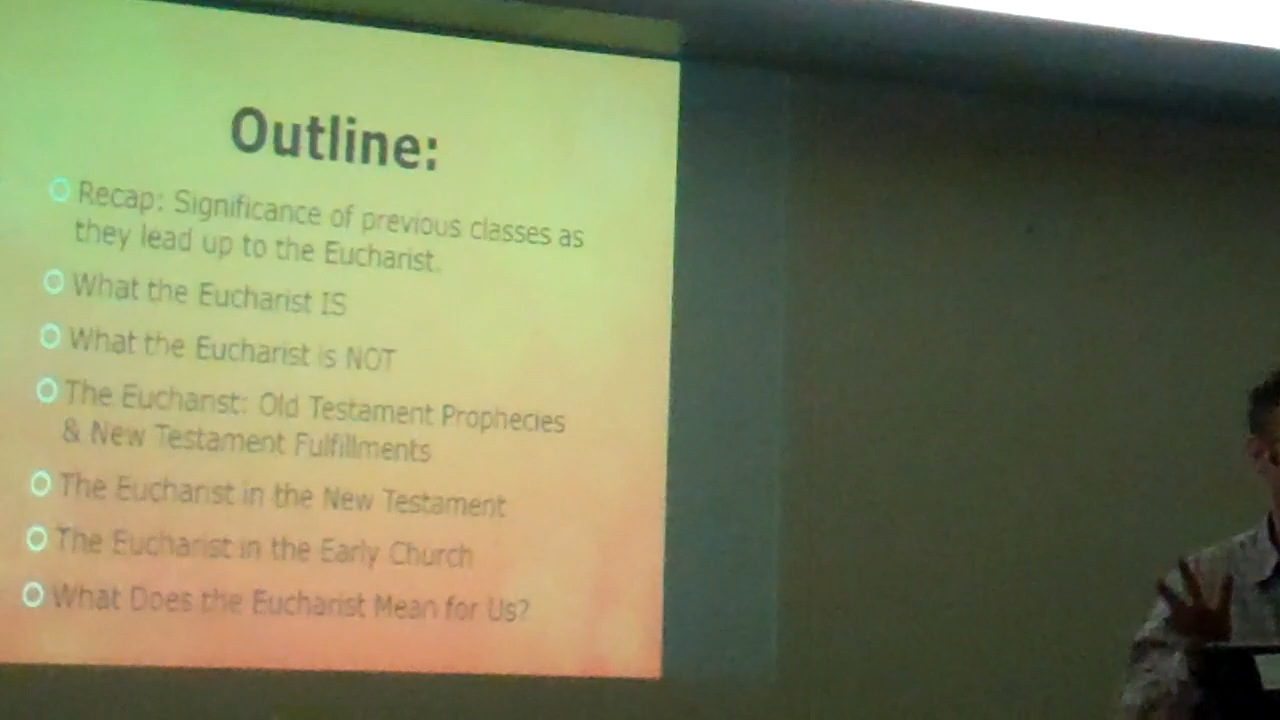 Outline:
Recap: Significance of previous classes as
they lead up to the Eucharist.
What the Eucharist IS
What the Eucharist is NOT
The Eucharist: Old Testament Prophecies
& New Testament Fulfillments
The Eucharist in the New Testament
The Eucharist in the Early Church
What Does the Eucharist Mean for Us?